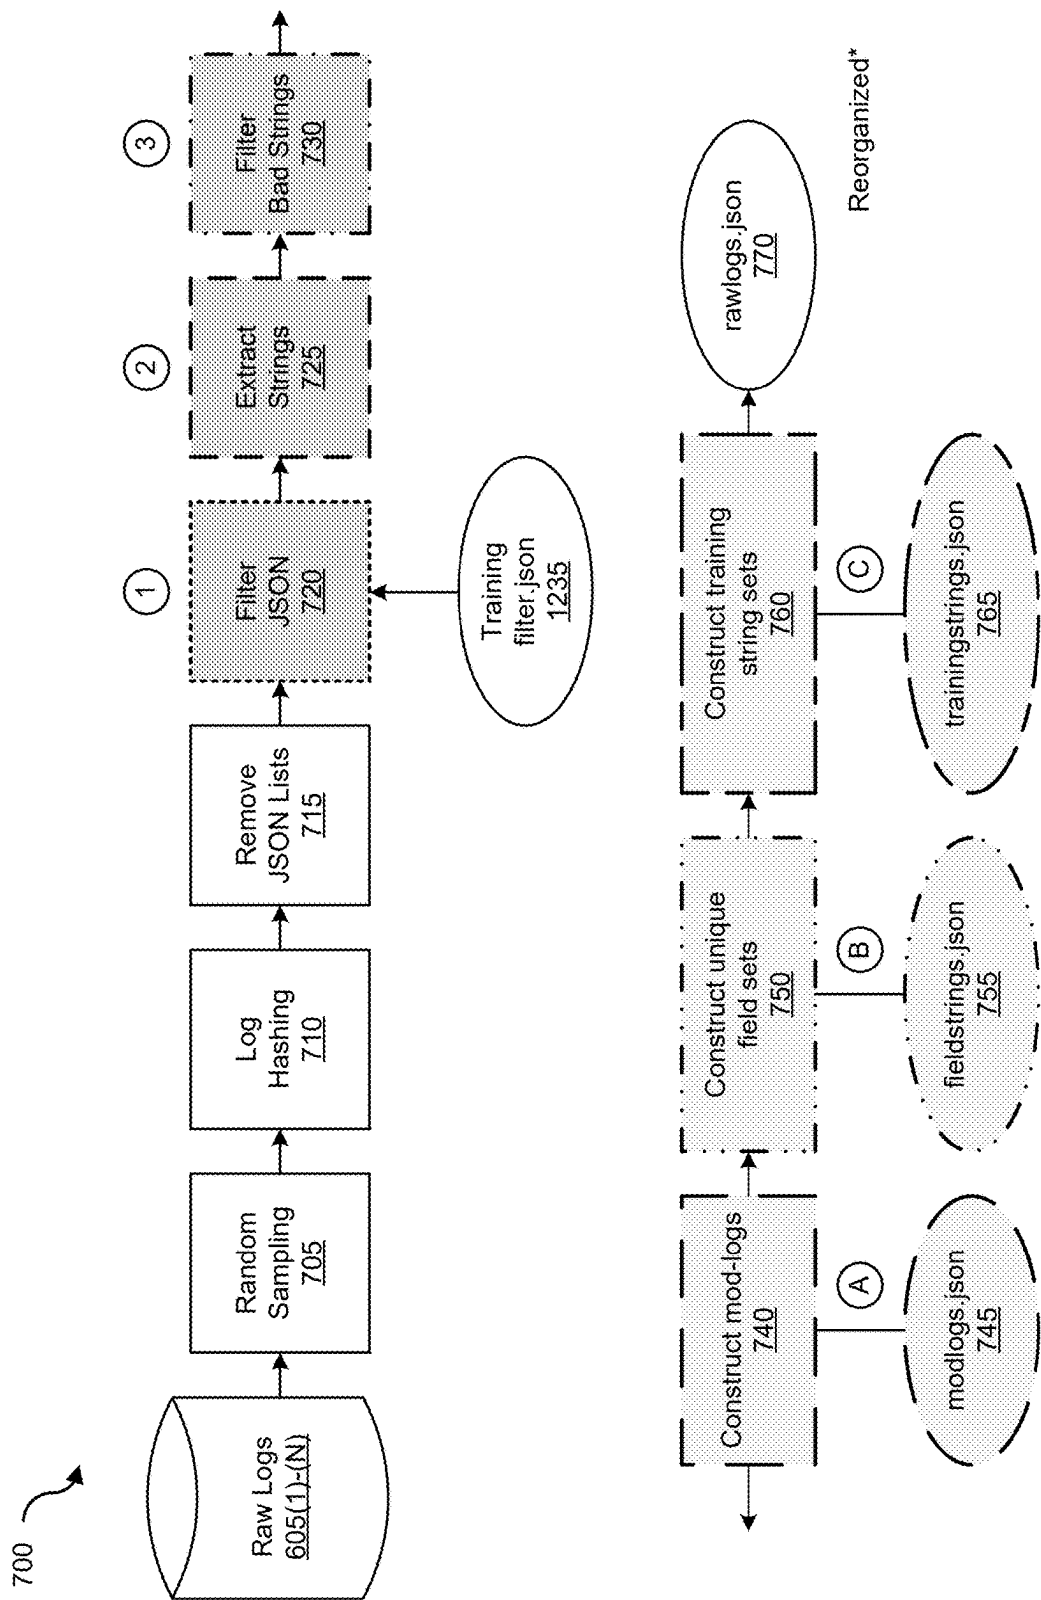 700
Raw Logs
605(1)-(N)
Random
Sampling
705
Log
Hashing
710
Remove
JSON Lists
715
1
Filter
JSON
720
Training
filter.json
1235
2
Extract
Strings
725
3
Filter
Bad Strings
730
Construct mod-logs
740
A
modlogs.json
745
Construct unique
field sets
750
B
fieldstrings.json
755
Construct training
string sets
760
C
trainingstrings.json
765
rawlogs.json
770
Reorganized*